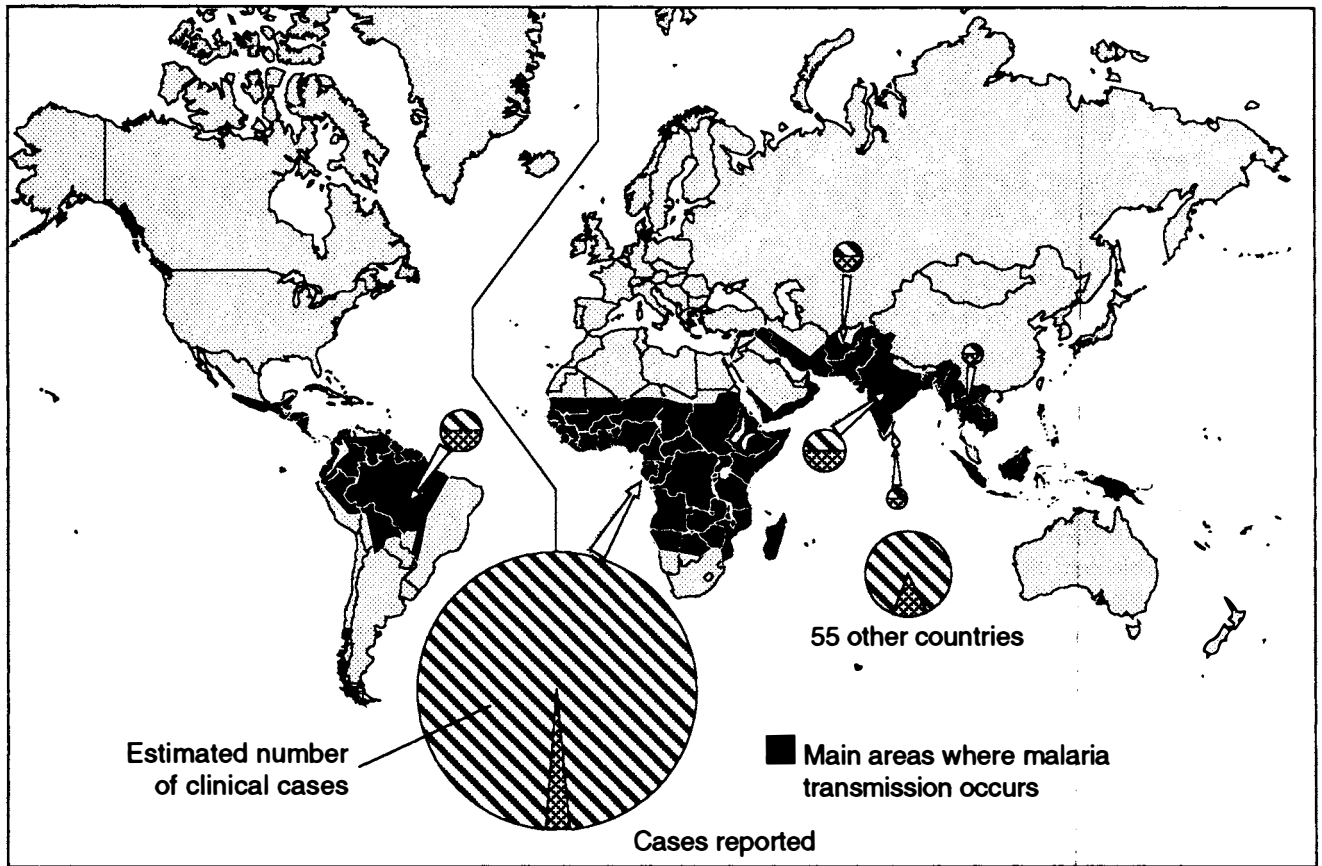 55 other countries
Estimated number
of clinical cases
Main areas where malaria
transmission occurs
Cases reported